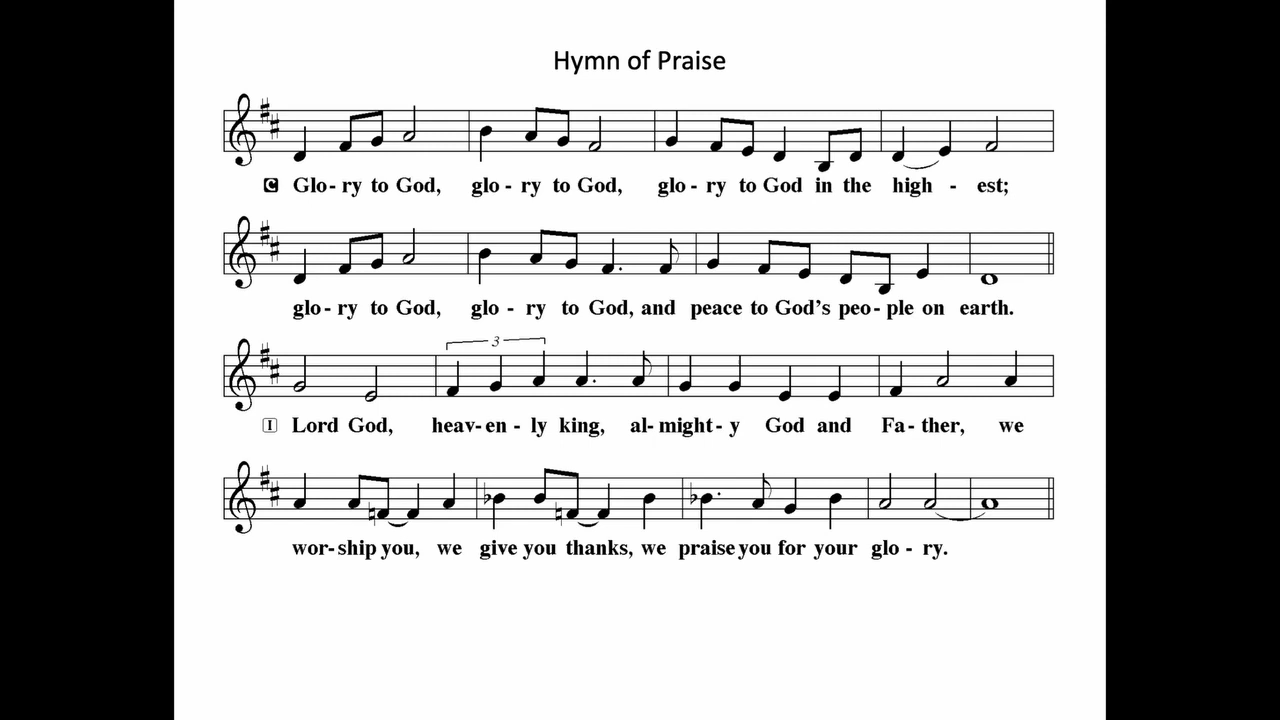 Hymn of Praise
C Glo - ry to God, glo - ry to God, glo - ry to God in the high - est;
glo - ry to God, glo - ry to God, and peace to God's peo - ple on earth.
3
I Lord God, heav - en - ly king, al - might - y God and Fa - ther, we
wor - ship you, we give you thanks, we praise you for your glo - ry.